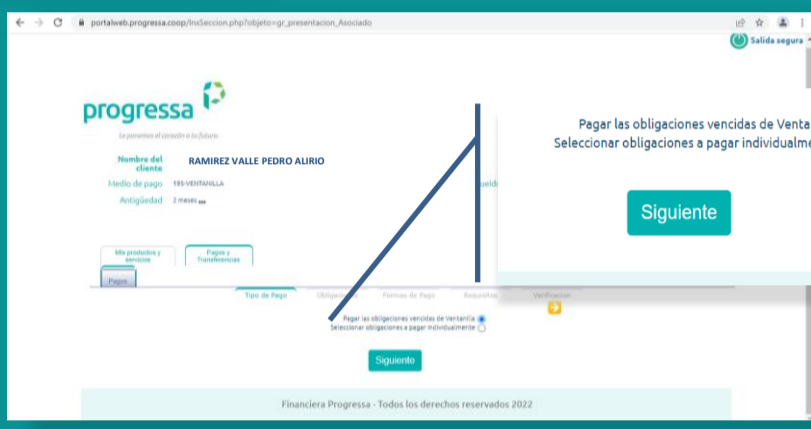 portalweb.progressa.coop/lnxSeccion.php?objeto=gr_presentacion_Asociado
Salida segura
progressa
Le ponemos el corazón a tu futuro
Nombre del cliente
RAMIREZ VALLE PEDRO ALIRIO
Medio de pago
195-VENTANILLA
Antigüedad
2 meses
Mis productos y servicios
Pagos y Transferencias
Pagos
Tipo de Pago
Formas de Pago
Requisitos
Verificacion
Pagar las obligaciones vencidas de Ventanilla
Seleccionar obligaciones a pagar individualmente
Siguiento
Financiera Progressa - Todos los derechos reservados 2022
Pagar las obligaciones vencidas de Venta
Seleccionar obligaciones a pagar individualme
Siguiente